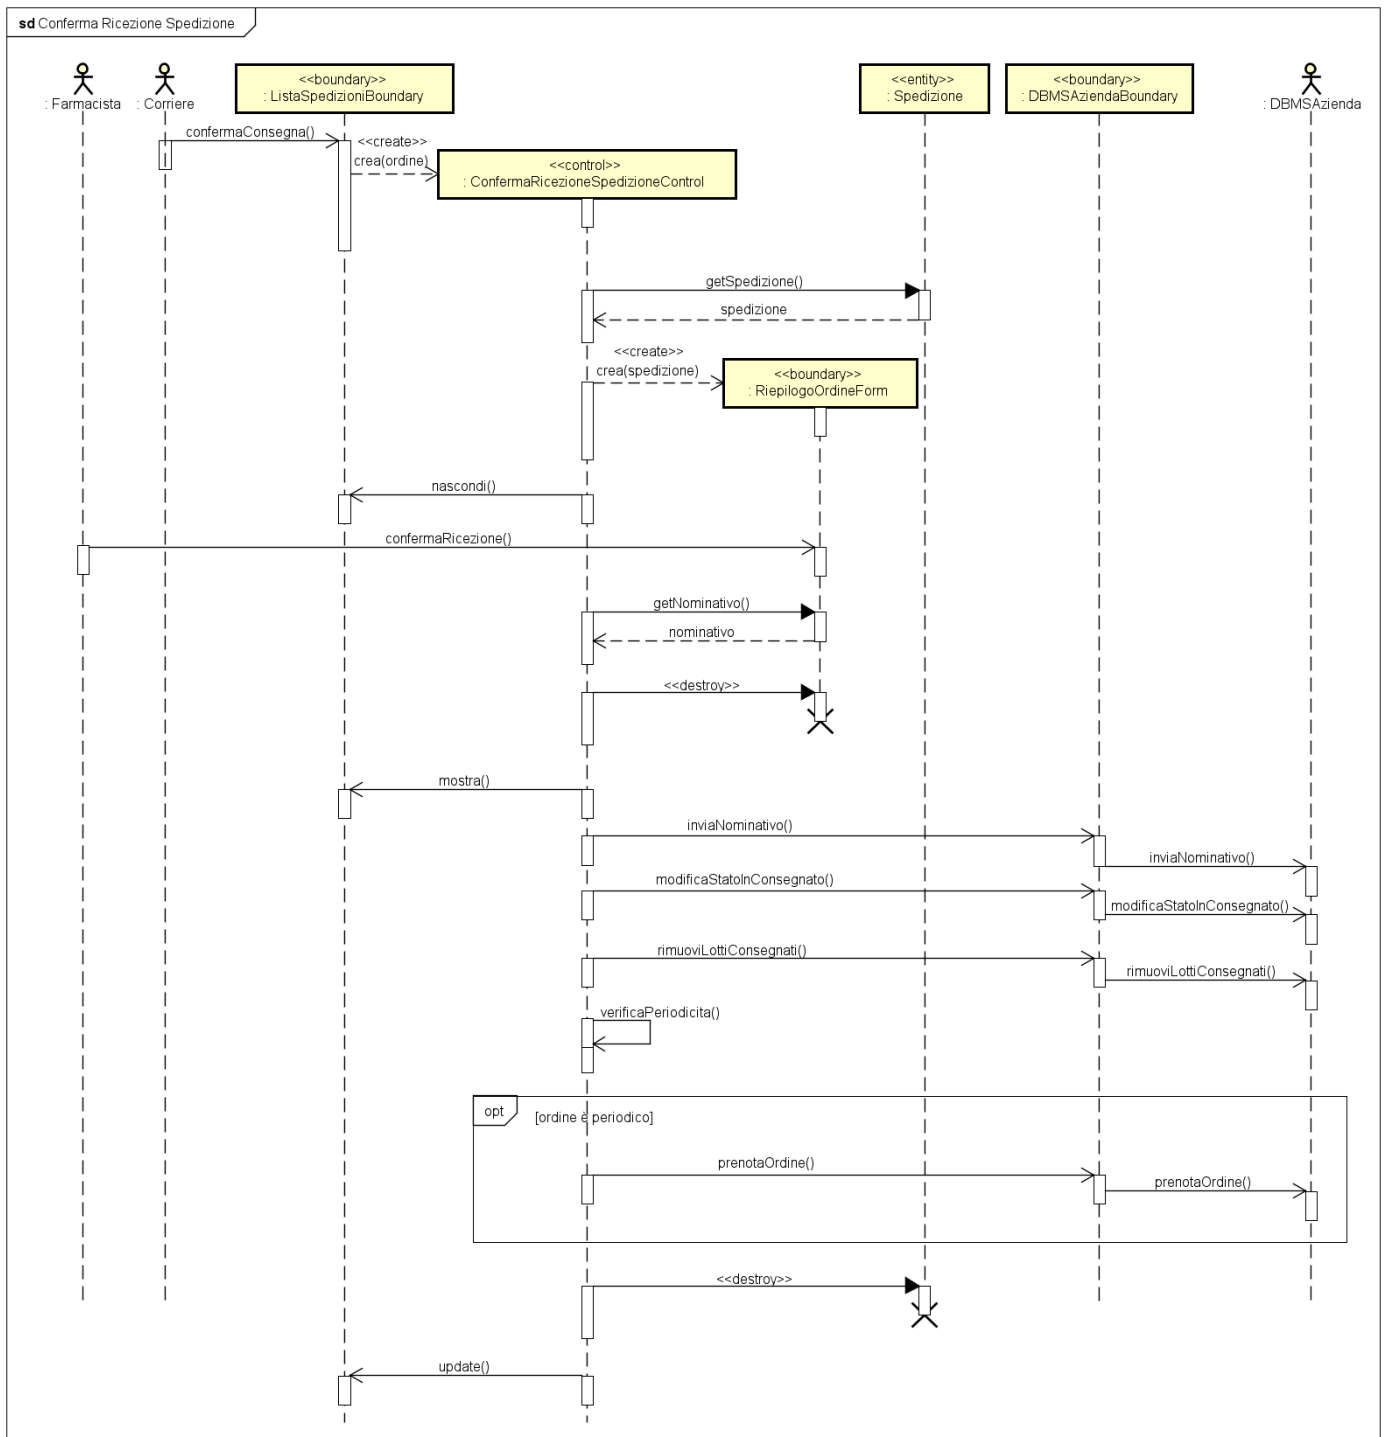 sd Conferma Ricezione Spedizione
: Farmacista
: Corriere
<<boundary>>
: ListaSpedizioniBoundary
<<entity>>
: Spedizione
<<boundary>>
: DBMSAziendaBoundary
: DBMSAzienda
confermaConsegna()
<<create>>
crea(ordine)
<<control>>
: ConfermaRicezioneSpedizioneControl
getSpedizione()
spedizione
<<create>>
crea(spedizione)
<<boundary>>
: RiepilogoOrdineForm
nascondi()
confermaRicezione()
getNominativo()
nominativo
<<destroy>>
mostra()
inviaNominativo()
inviaNominativo()
modificaStatoInConsegnato()
modificaStatoInConsegnato()
rimuoviLottiConsegnati()
rimuoviLottiConsegnati()
verificaPeriodicita()
opt
[ordine è periodico]
prenotaOrdine()
prenotaOrdine()
<<destroy>>
update()